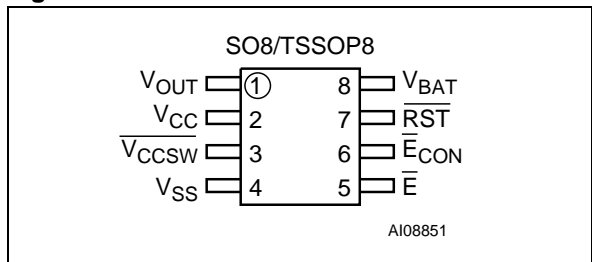 SO8/TSSOP8
VOUT 1 8 VBAT
VCC 2 7 RST
VCCSW 3 6 ECON
VSS 4 5 E
AI08851